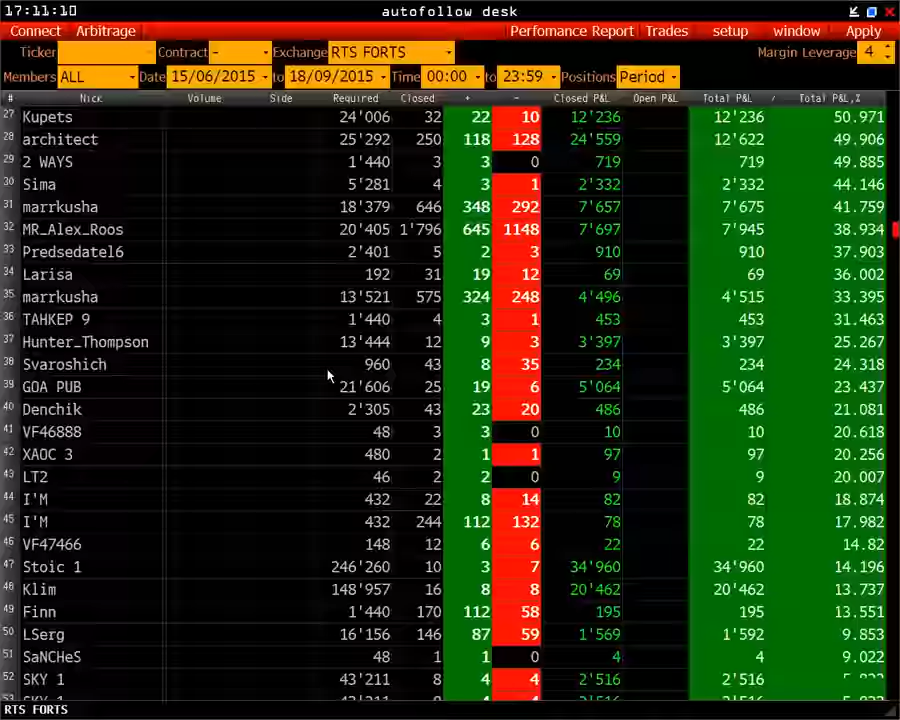 17:11:10 autofollow desk
Connect Arbitrage Perfomance Report Trades setup window Apply
Ticker Contract - Exchange RTS FORTS Margin Leverage 4
Members ALL Date 15/06/2015 to 18/09/2015 Time 00:00 to 23:59 Positions Period
# Nick Volume Side Required Closed + - Closed P&L Open P&L Total P&L / Total P&L,%
27 Kupets 24'006 32 22 10 12'236 12'236 50.971
28 architect 25'292 250 118 128 24'559 12'622 49.906
29 2 WAYS 1'440 3 3 0 719 719 49.885
30 Sima 5'281 4 3 1 2'332 2'332 44.146
31 marrkusha 18'379 646 348 292 7'657 7'675 41.759
32 MR_Alex_Roos 20'405 1'796 645 1148 7'697 7'945 38.934
33 Predsedatel6 2'401 5 2 3 910 910 37.903
34 Larisa 192 31 19 12 69 69 36.002
35 marrkusha 13'521 575 324 248 4'496 4'515 33.395
36 ТАНКЕР 9 1'440 4 3 1 453 453 31.463
37 Hunter_Thompson 13'444 12 9 3 3'397 3'397 25.267
38 Svaroshich 960 43 8 35 234 234 24.318
39 GOA PUB 21'606 25 19 6 5'064 5'064 23.437
40 Denchik 2'305 43 23 20 486 486 21.081
41 VF46888 48 3 3 0 10 10 20.618
42 XAOC 3 480 2 1 1 97 97 20.256
43 LT2 46 2 2 0 9 9 20.007
44 I'M 432 22 8 14 82 82 18.874
45 I'M 432 244 112 132 78 78 17.982
46 VF47466 148 12 6 6 22 22 14.82
47 Stoic 1 246'260 10 3 7 34'960 34'960 14.196
48 Klim 148'957 16 8 8 20'462 20'462 13.737
49 Finn 1'440 170 112 58 195 195 13.551
50 LSerg 16'156 146 87 59 1'569 1'592 9.853
51 SaNCHeS 48 1 1 0 4 4 9.022
52 SKY 1 43'211 8 4 4 2'516 2'516
RTS FORTS